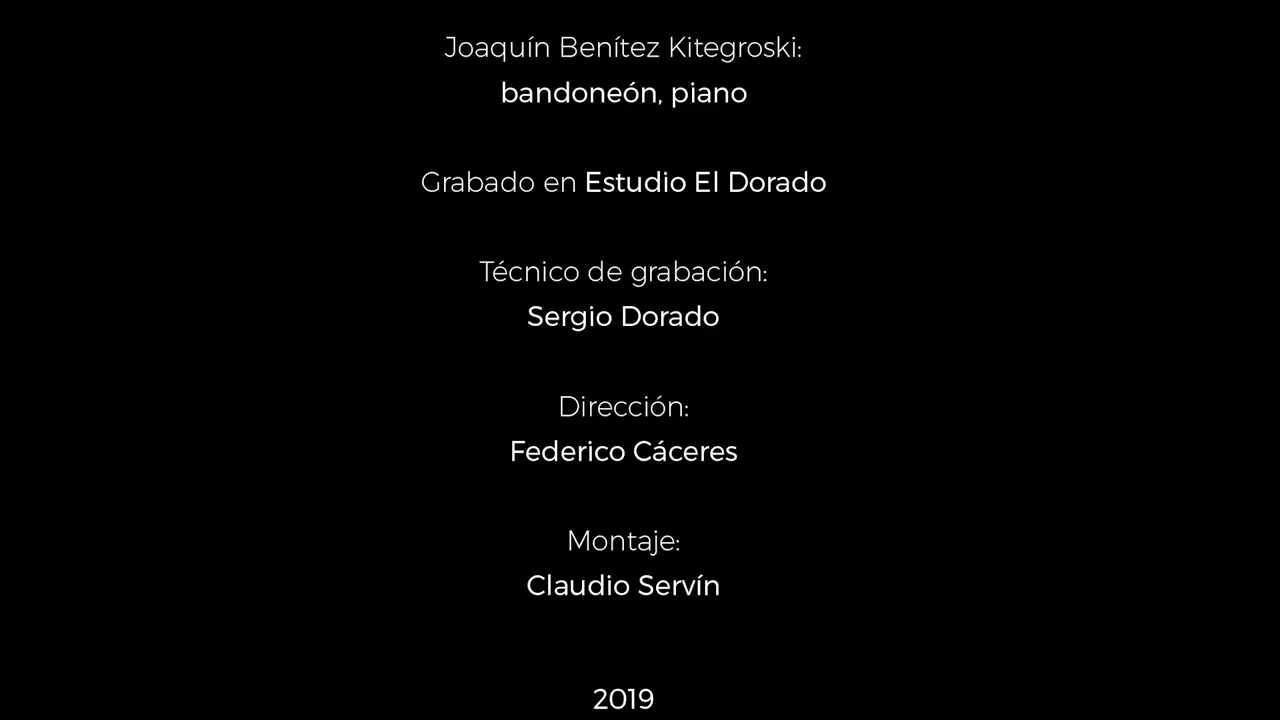 Joaquín Benítez Kitegroski:
bandoneón, piano
Grabado en Estudio El Dorado
Técnico de grabación:
Sergio Dorado
Dirección:
Federico Cáceres
Montaje:
Claudio Servín
2019